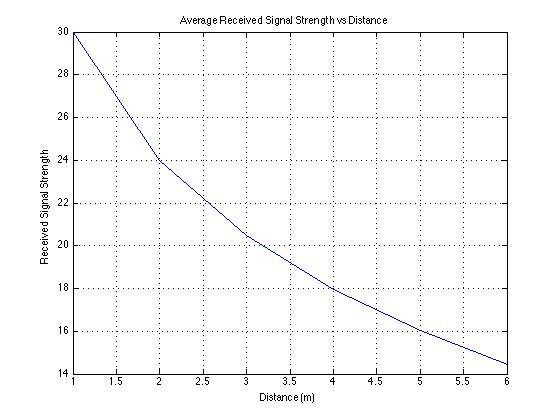 Average Received Signal Strength vs Distance
30
28
26
24
22
20
18
16
14
Received Signal Strength
1 1.5 2 2.5 3 3.5 4 4.5 5 5.5 6
Distance (m)